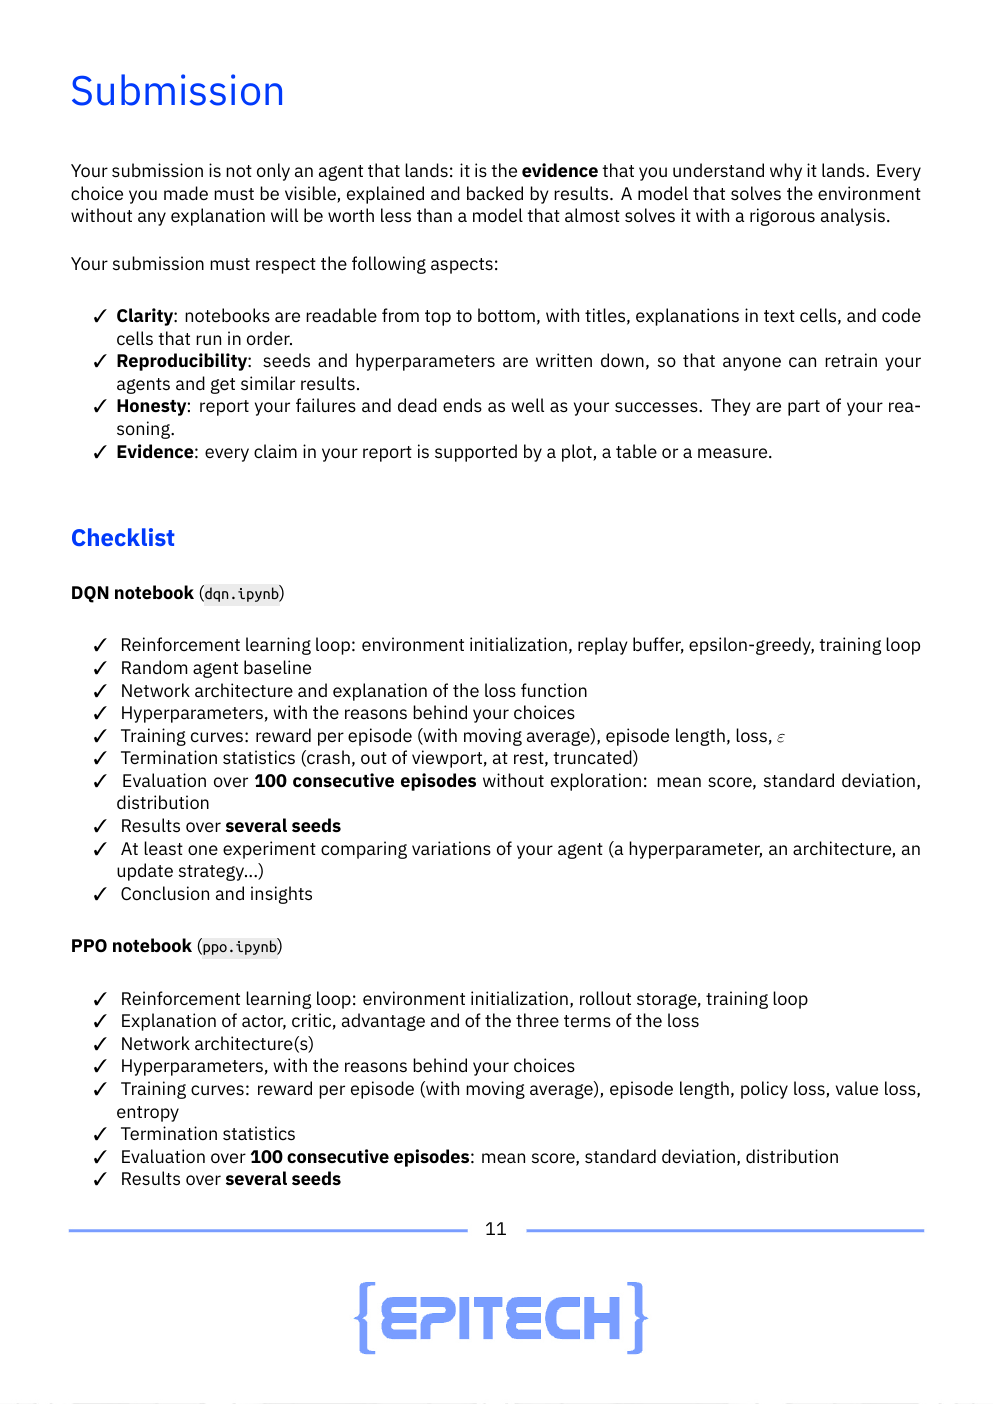 Submission
Your submission is not only an agent that lands: it is the evidence that you understand why it lands. Every
choice you made must be visible, explained and backed by results. A model that solves the environment
without any explanation will be worth less than a model that almost solves it with a rigorous analysis.
Your submission must respect the following aspects:
✓ Clarity: notebooks are readable from top to bottom, with titles, explanations in text cells, and code
cells that run in order.
✓ Reproducibility: seeds and hyperparameters are written down, so that anyone can retrain your
agents and get similar results.
✓ Honesty: report your failures and dead ends as well as your successes. They are part of your rea-
soning.
✓ Evidence: every claim in your report is supported by a plot, a table or a measure.
Checklist
DQN notebook (dqn.ipynb)
✓ Reinforcement learning loop: environment initialization, replay buffer, epsilon-greedy, training loop
✓ Random agent baseline
✓ Network architecture and explanation of the loss function
✓ Hyperparameters, with the reasons behind your choices
✓ Training curves: reward per episode (with moving average), episode length, loss, ε
✓ Termination statistics (crash, out of viewport, at rest, truncated)
✓ Evaluation over 100 consecutive episodes without exploration: mean score, standard deviation,
distribution
✓ Results over several seeds
✓ At least one experiment comparing variations of your agent (a hyperparameter, an architecture, an
update strategy...)
✓ Conclusion and insights
PPO notebook (ppo.ipynb)
✓ Reinforcement learning loop: environment initialization, rollout storage, training loop
✓ Explanation of actor, critic, advantage and of the three terms of the loss
✓ Network architecture(s)
✓ Hyperparameters, with the reasons behind your choices
✓ Training curves: reward per episode (with moving average), episode length, policy loss, value loss,
entropy
✓ Termination statistics
✓ Evaluation over 100 consecutive episodes: mean score, standard deviation, distribution
✓ Results over several seeds
11
{EPITECH}